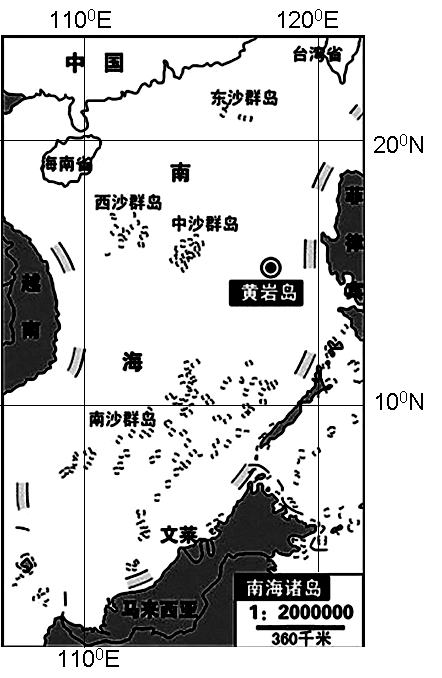 110⁰E
120⁰E
中国
台湾省
东沙群岛
20⁰N
海南省
南
菲律宾
西沙群岛
中沙群岛
黄岩岛
越南
海
10⁰N
南沙群岛
文莱
马来西亚
南海诸岛
1：2000000
360千米
110⁰E